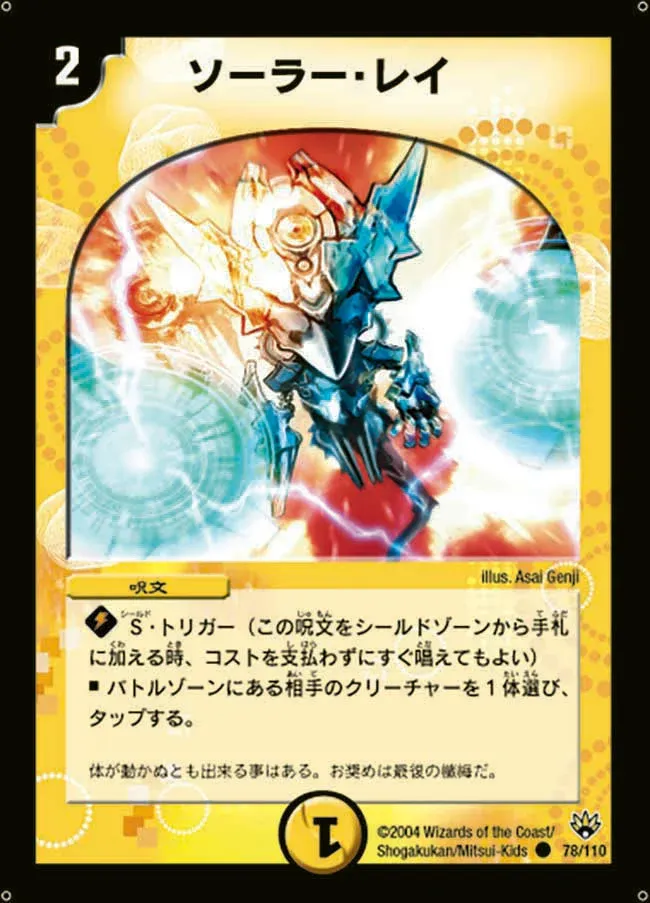 2
ソーラー・レイ
illus. Asai Genji
呪文
S・トリガー（この呪文をシールドゾーンから手札
に加える時、コストを支払わずにすぐ唱えてもよい）
■ バトルゾーンにある相手のクリーチャーを1体選び、
タップする。
体が動かぬとも出来る事はある。お奨めは最後の懺悔だ。
1
©2004 Wizards of the Coast/
Shogakukan/Mitsui-Kids ● 78/110